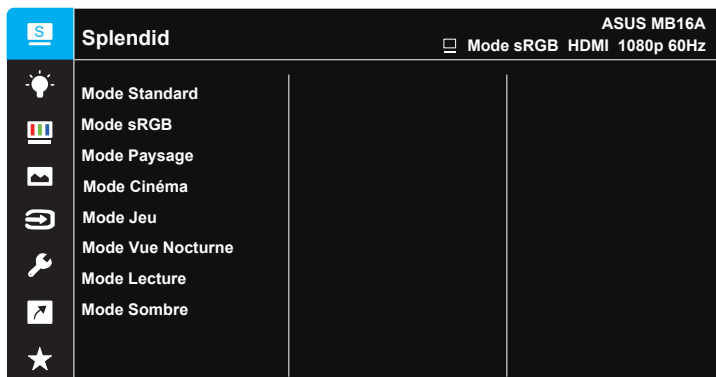 S
Splendid
ASUS MB16A
Mode sRGB HDMI 1080p 60Hz
Mode Standard
Mode sRGB
Mode Paysage
Mode Cinéma
Mode Jeu
Mode Vue Nocturne
Mode Lecture
Mode Sombre